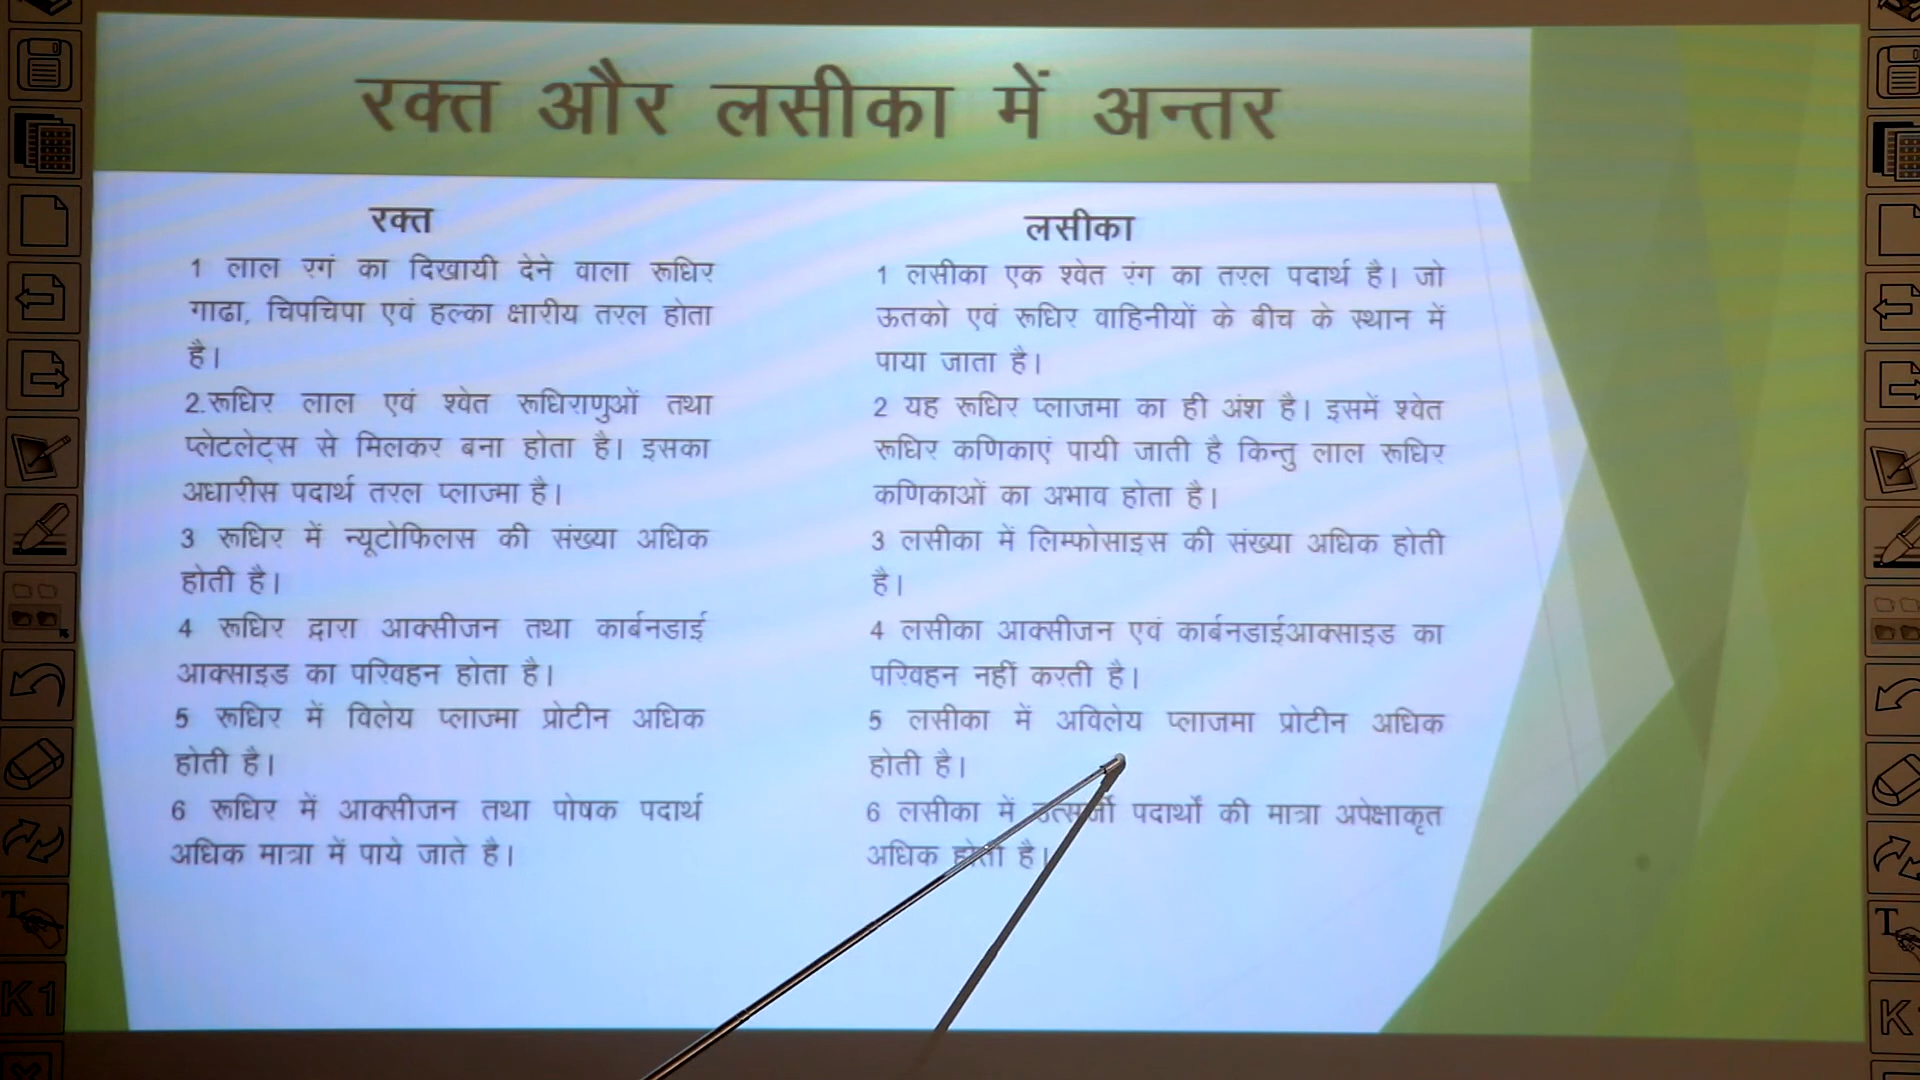 रक्त और लसीका में अन्तर
रक्त
1 लाल रगं का दिखायी देने वाला रूधिर
गाढा, चिपचिपा एवं हल्का क्षारीय तरल होता
है।
2.रूधिर लाल एवं श्वेत रूधिराणुओं तथा
प्लेटलेट्स से मिलकर बना होता है। इसका
अधारीस पदार्थ तरल प्लाज्मा है।
3 रूधिर में न्यूटोफिलस की संख्या अधिक
होती है।
4 रूधिर द्वारा आक्सीजन तथा कार्बनडाई
आक्साइड का परिवहन होता है।
5 रूधिर में विलेय प्लाज्मा प्रोटीन अधिक
होती है।
6 रूधिर में आक्सीजन तथा पोषक पदार्थ
अधिक मात्रा में पाये जाते है।
लसीका
1 लसीका एक श्वेत रंग का तरल पदार्थ है। जो
ऊतको एवं रूधिर वाहिनीयों के बीच के स्थान में
पाया जाता है।
2 यह रूधिर प्लाजमा का ही अंश है। इसमें श्वेत
रूधिर कणिकाएं पायी जाती है किन्तु लाल रूधिर
कणिकाओं का अभाव होता है।
3 लसीका में लिम्फोसाइस की संख्या अधिक होती
है।
4 लसीका आक्सीजन एवं कार्बनडाईआक्साइड का
परिवहन नहीं करती है।
5 लसीका में अविलेय प्लाजमा प्रोटीन अधिक
होती है।
6 लसीका में उत्सर्जी पदार्थों की मात्रा अपेक्षाकृत
अधिक होती है।
T
K1
T
K